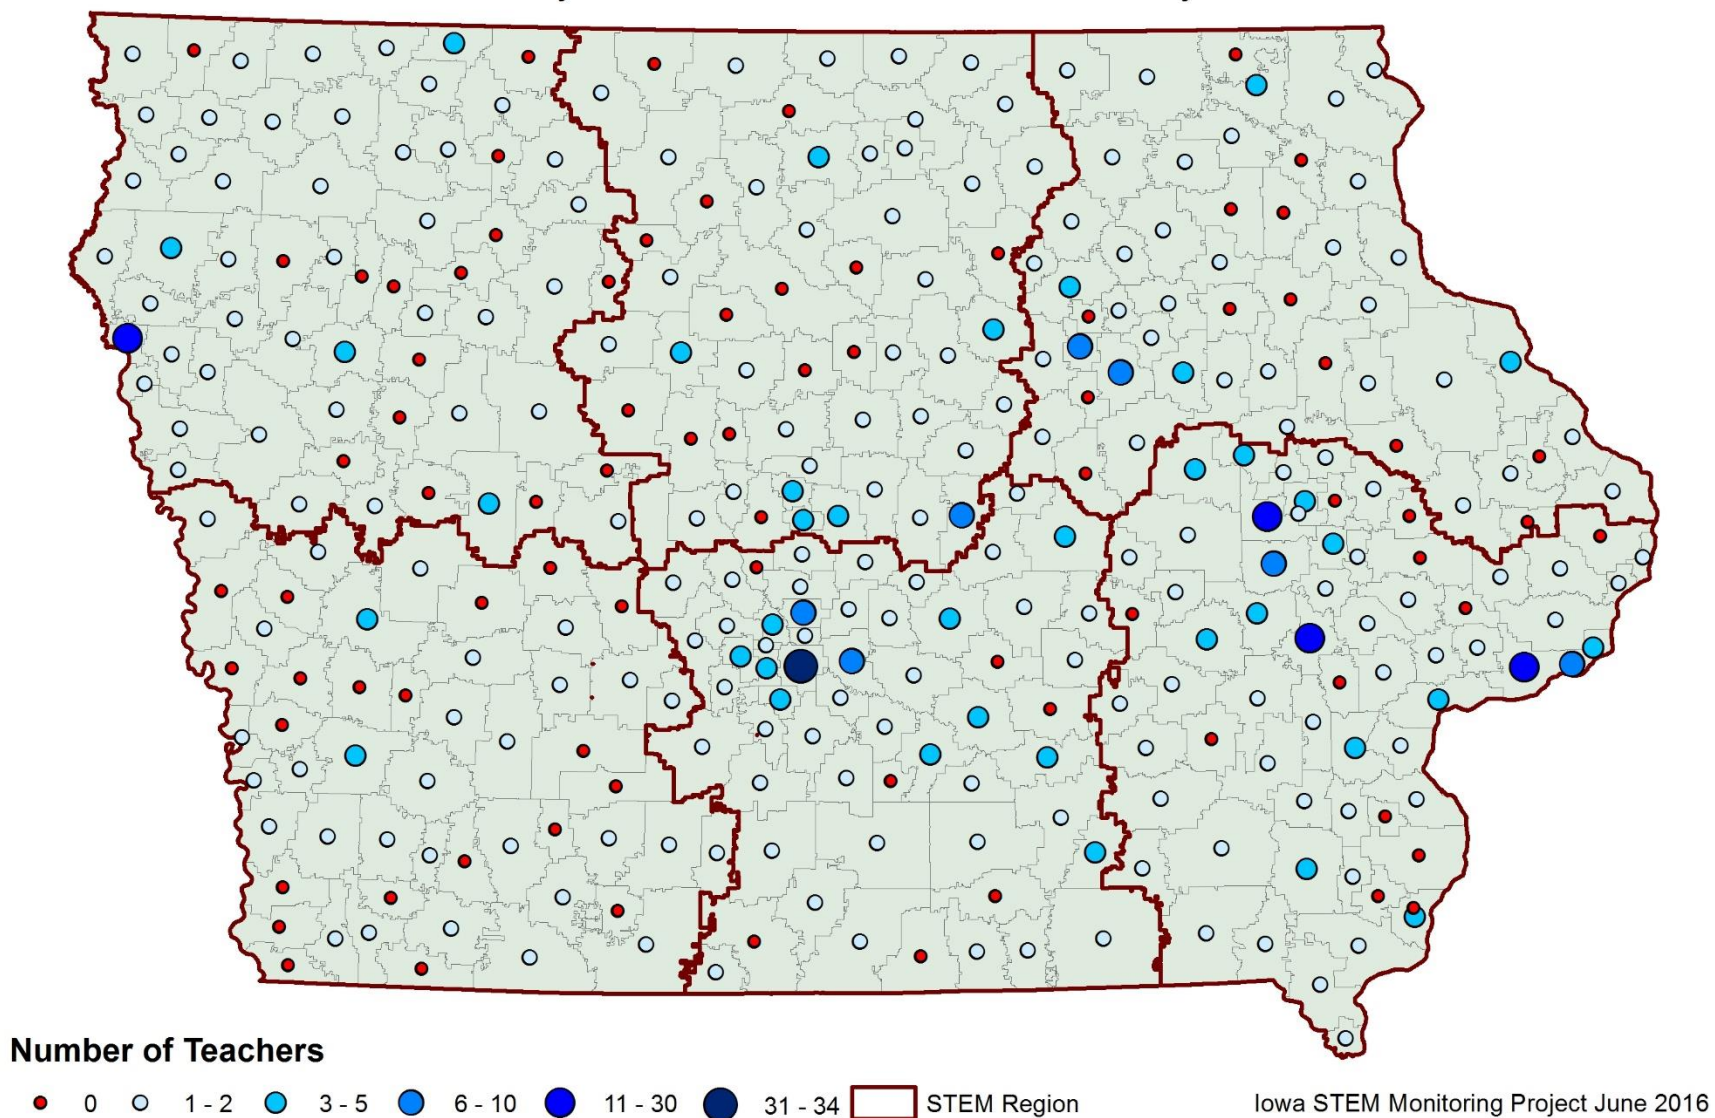 Number of Teachers
0 1 - 2 3 - 5 6 - 10 11 - 30 31 - 34 STEM Region Iowa STEM Monitoring Project June 2016